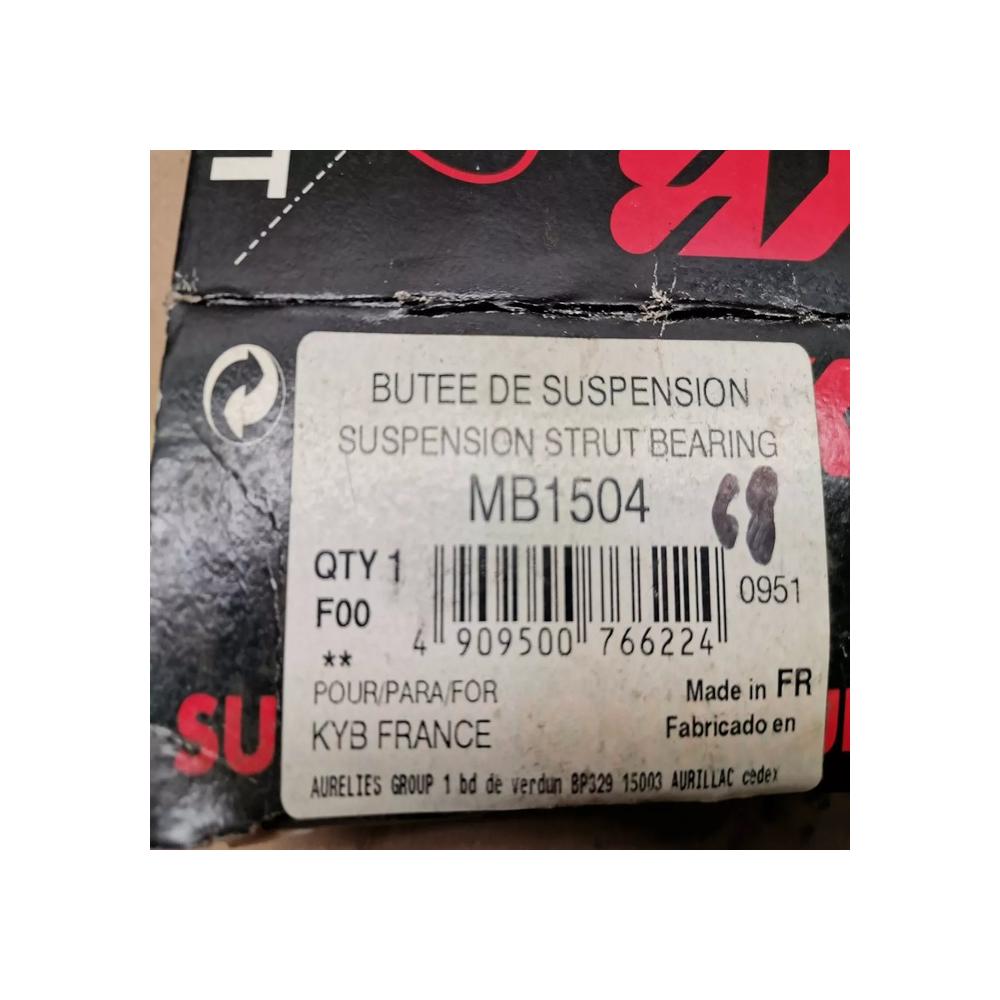 T
BUTEE DE SUSPENSION
SUSPENSION STRUT BEARING
MB1504
QTY 1
F00
0951
4 909500 766224
**
POUR/PARA/FOR
Made in FR
KYB FRANCE
Fabricado en
SU
AURELIES GROUP 1 bd de verdun BP329 15003 AURILLAC cedex